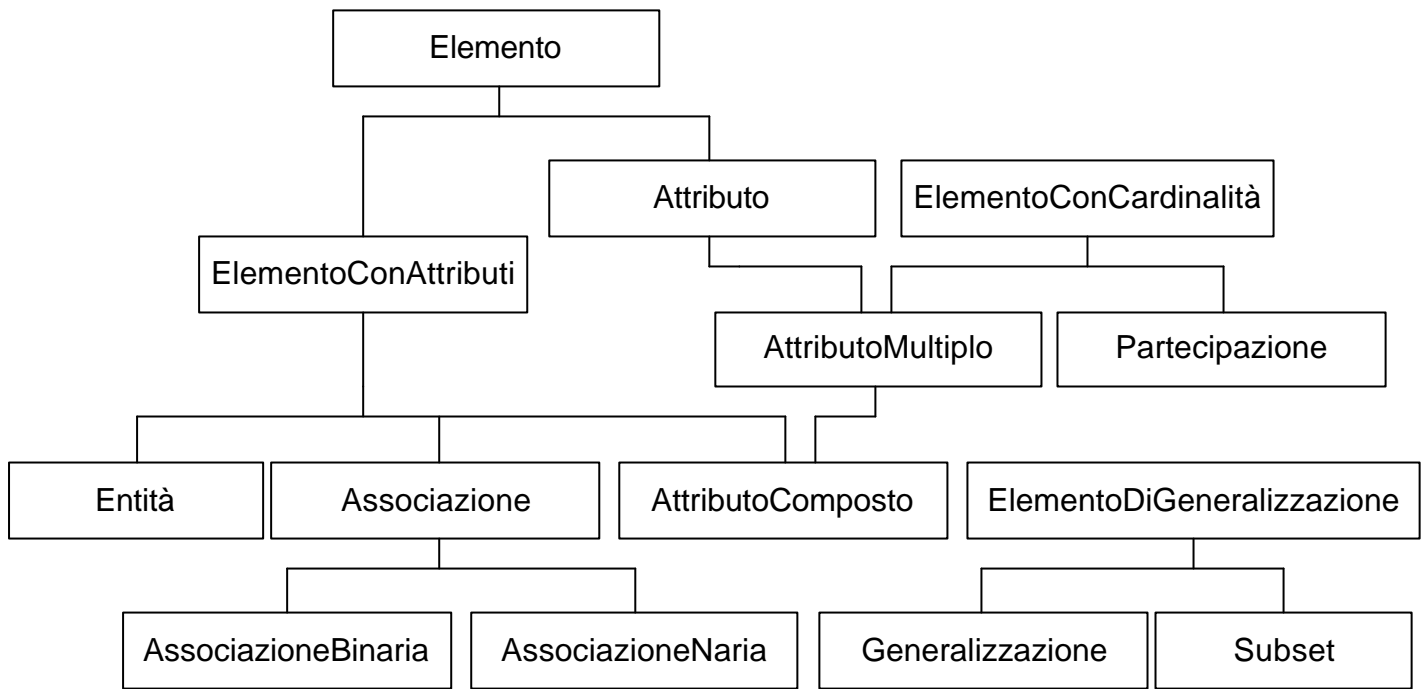 Elemento
Attributo
ElementoConCardinalità
ElementoConAttributi
AttributoMultiplo
Partecipazione
Entità
Associazione
AttributoComposto
ElementoDiGeneralizzazione
AssociazioneBinaria
AssociazioneNaria
Generalizzazione
Subset